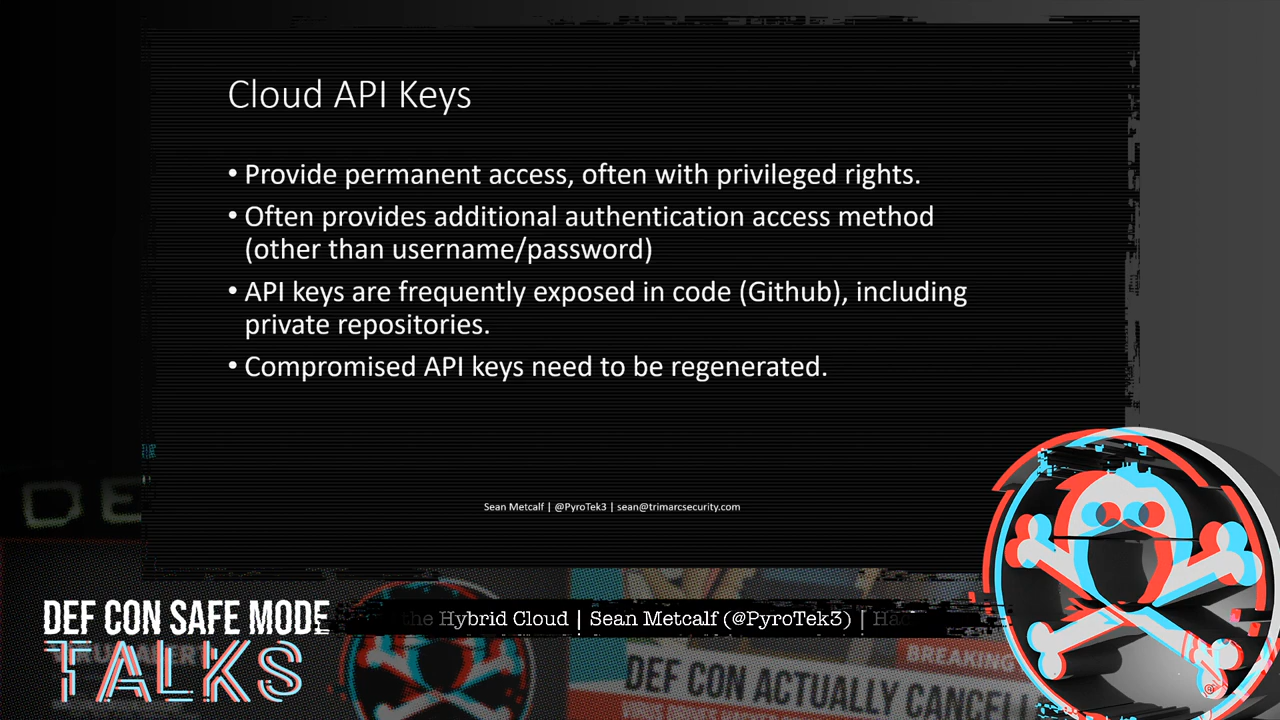 Cloud API Keys
• Provide permanent access, often with privileged rights.
• Often provides additional authentication access method
(other than username/password)
• API keys are frequently exposed in code (Github), including
private repositories.
• Compromised API keys need to be regenerated.
Sean Metcalf | @PyroTek3 | sean@trimarcsecurity.com
DE
DEF CON SAFE MODE
TALKS
the Hybrid Cloud | Sean Metcalf (@PyroTek3) | Hac
BREAKING
DEF CON ACTUALLY CANCELL